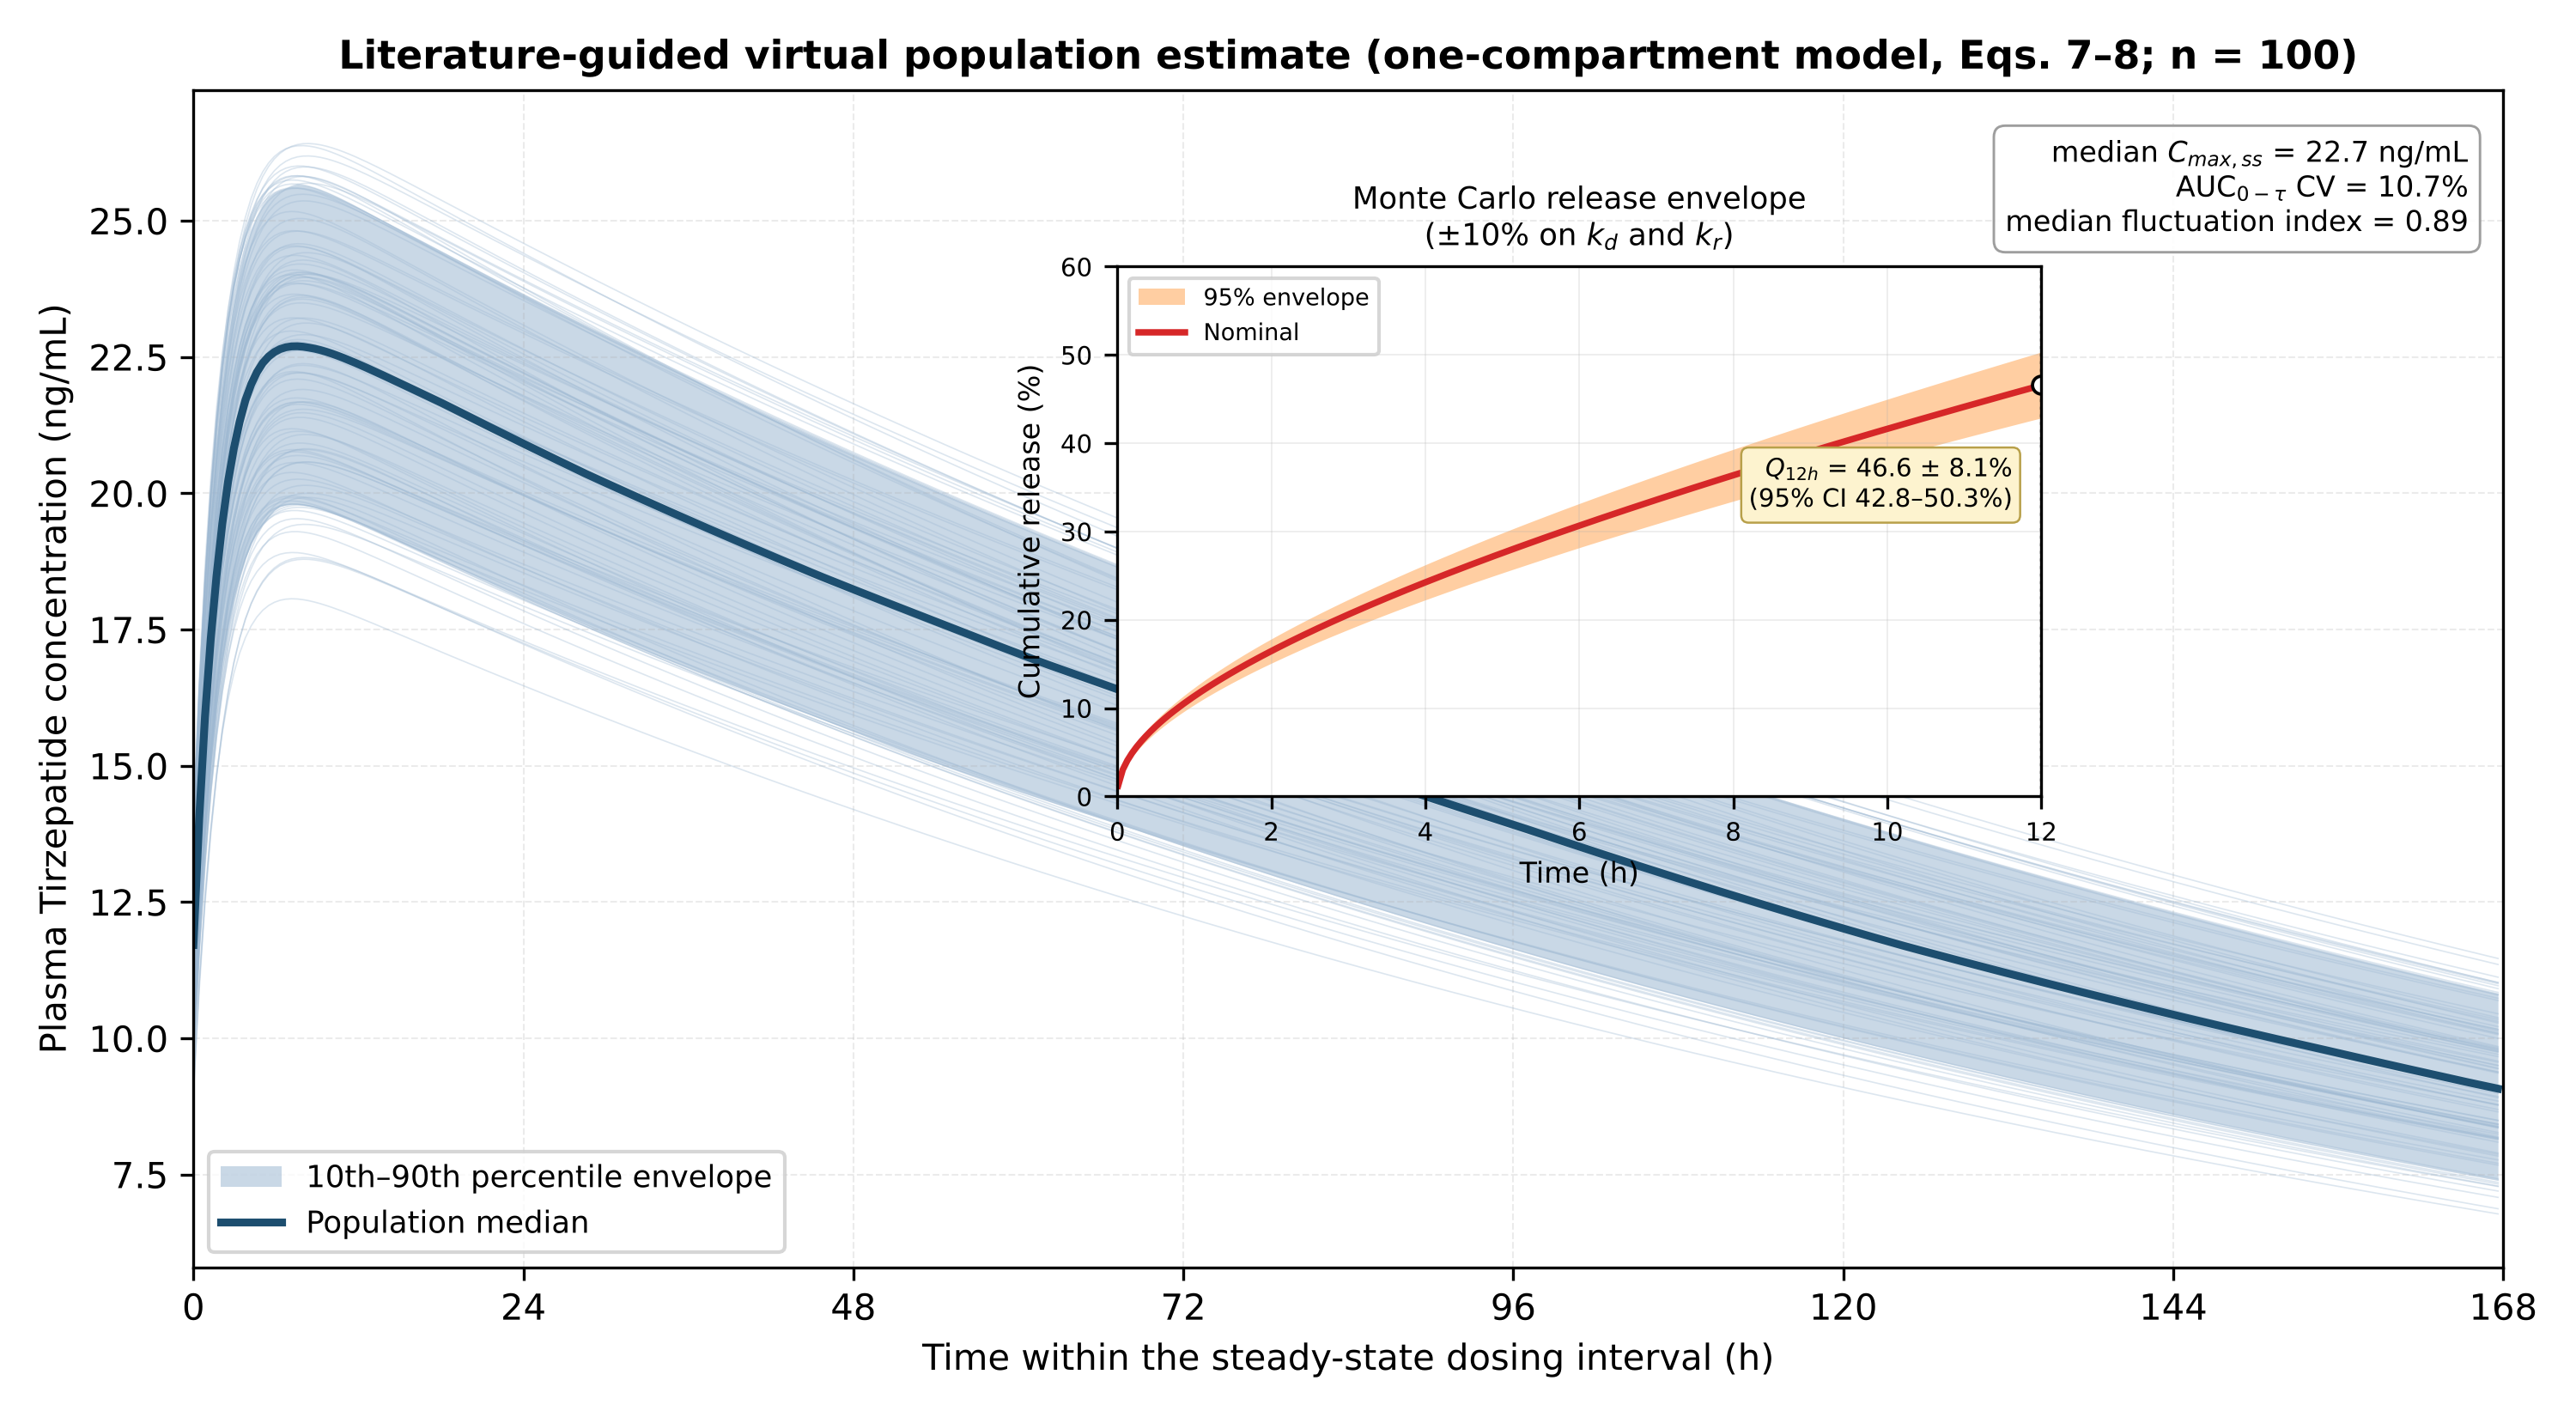 Literature-guided virtual population estimate (one-compartment model, Eqs. 7–8; n = 100)
median Cmax, ss = 22.7 ng/mL
AUC0 − τ CV = 10.7%
median fluctuation index = 0.89
Monte Carlo release envelope
(±10% on kd and kr)
95% envelope
Nominal
60
50
40
30
20
10
0
Cumulative release (%)
Q12h = 46.6 ± 8.1%
(95% CI 42.8–50.3%)
0 2 4 6 8 10 12
Time (h)
Plasma Tirzepatide concentration (ng/mL)
25.0
22.5
20.0
17.5
15.0
12.5
10.0
7.5
10th–90th percentile envelope
Population median
0 24 48 72 96 120 144 168
Time within the steady-state dosing interval (h)